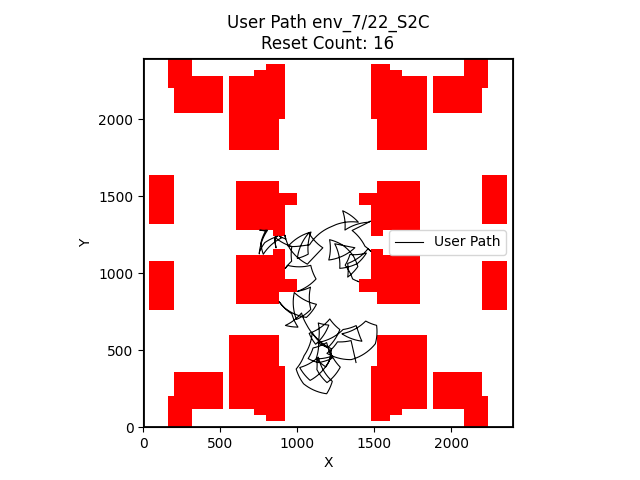 User Path env_7/22_S2C
Reset Count: 16
Y
2000
1500
1000
500
0
User Path
0 500 1000 1500 2000
X